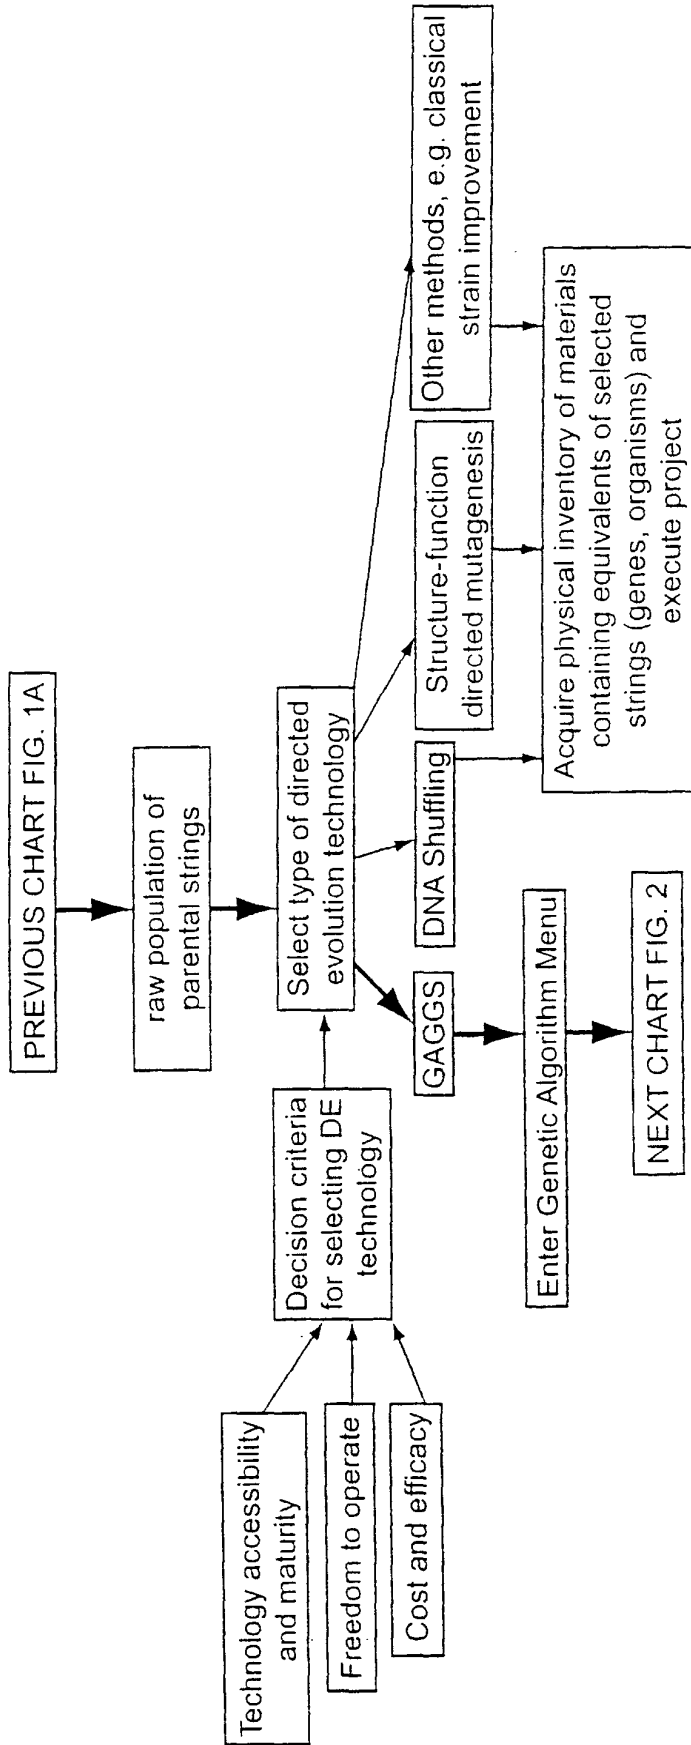 PREVIOUS CHART FIG. 1A
raw population of
parental strings
Technology accessibility
and maturity
Freedom to operate
Cost and efficacy
Decision criteria
for selecting DE
technology
Select type of directed
evolution technology
GAGGS
DNA Shuffling
Structure-function
directed mutagenesis
Other methods, e.g. classical
strain improvement
Enter Genetic Algorithm Menu
Acquire physical inventory of materials
containing equivalents of selected
strings (genes, organisms) and
execute project
NEXT CHART FIG. 2